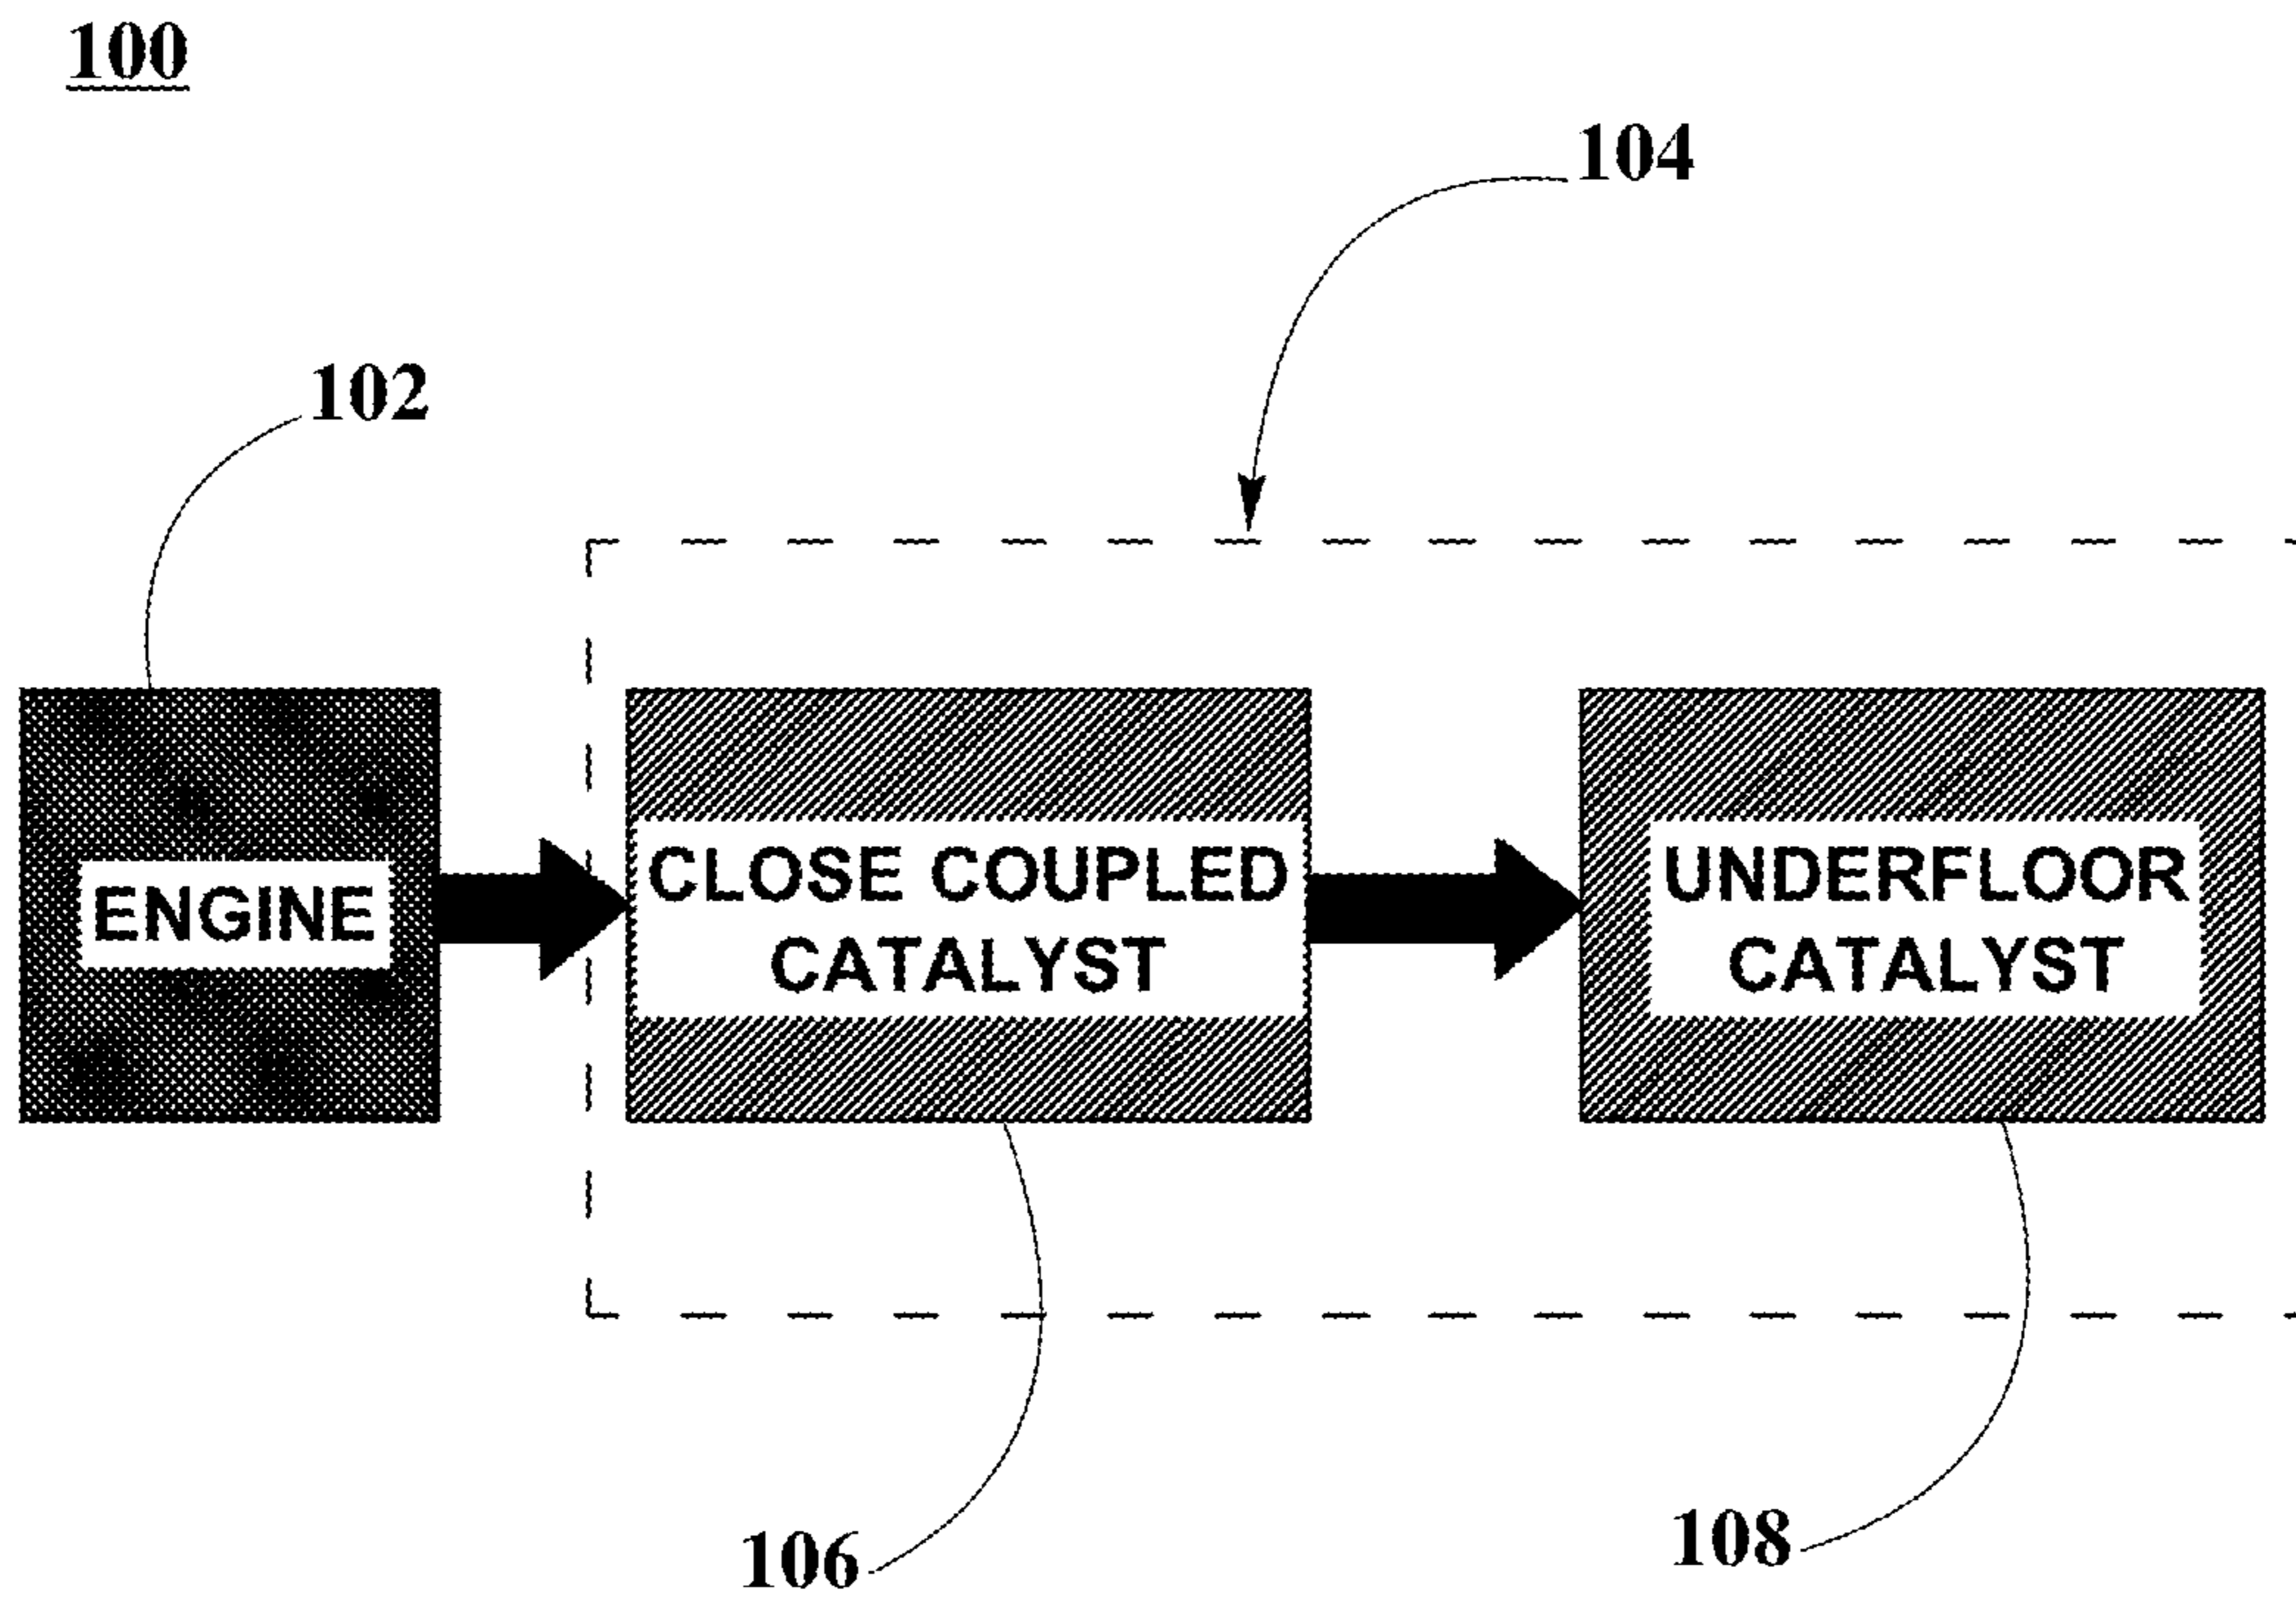 100
104
102
ENGINE
CLOSE COUPLED
CATALYST
UNDERFLOOR
CATALYST
106
108